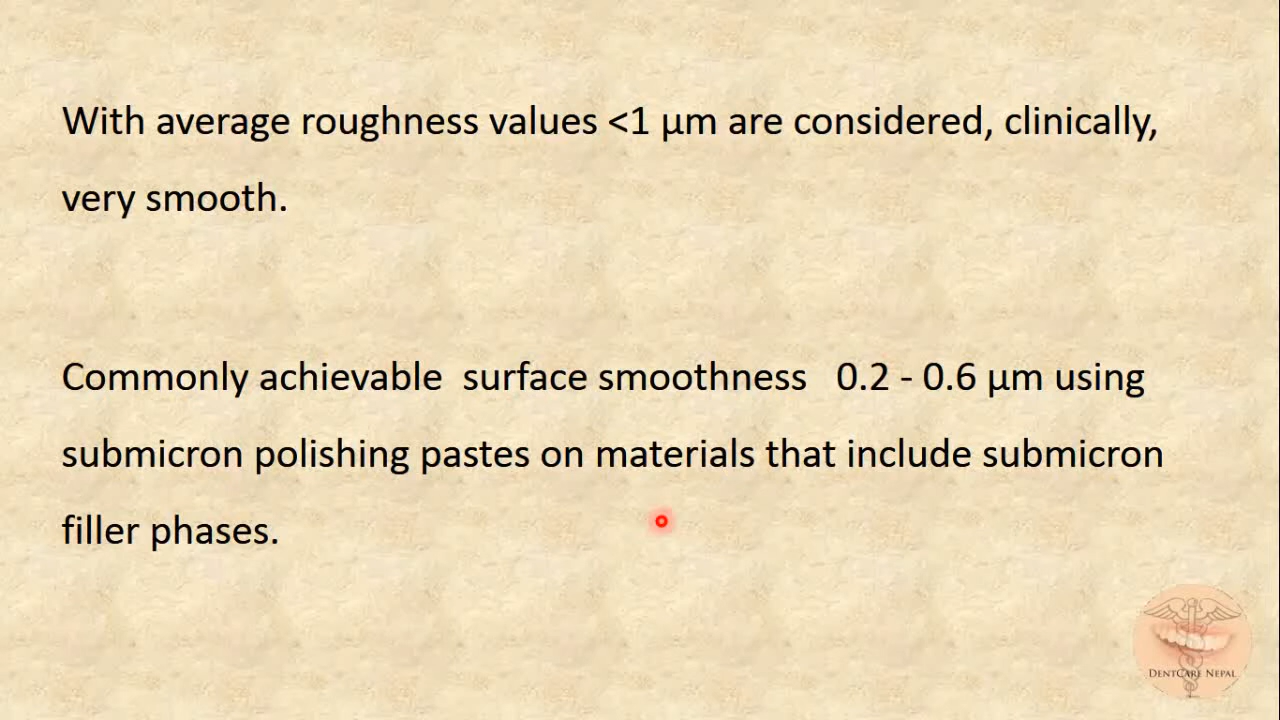 With average roughness values <1 µm are considered, clinically,
very smooth.
Commonly achievable  surface smoothness   0.2 - 0.6 µm using
submicron polishing pastes on materials that include submicron
filler phases.
DENTCARE NEPAL